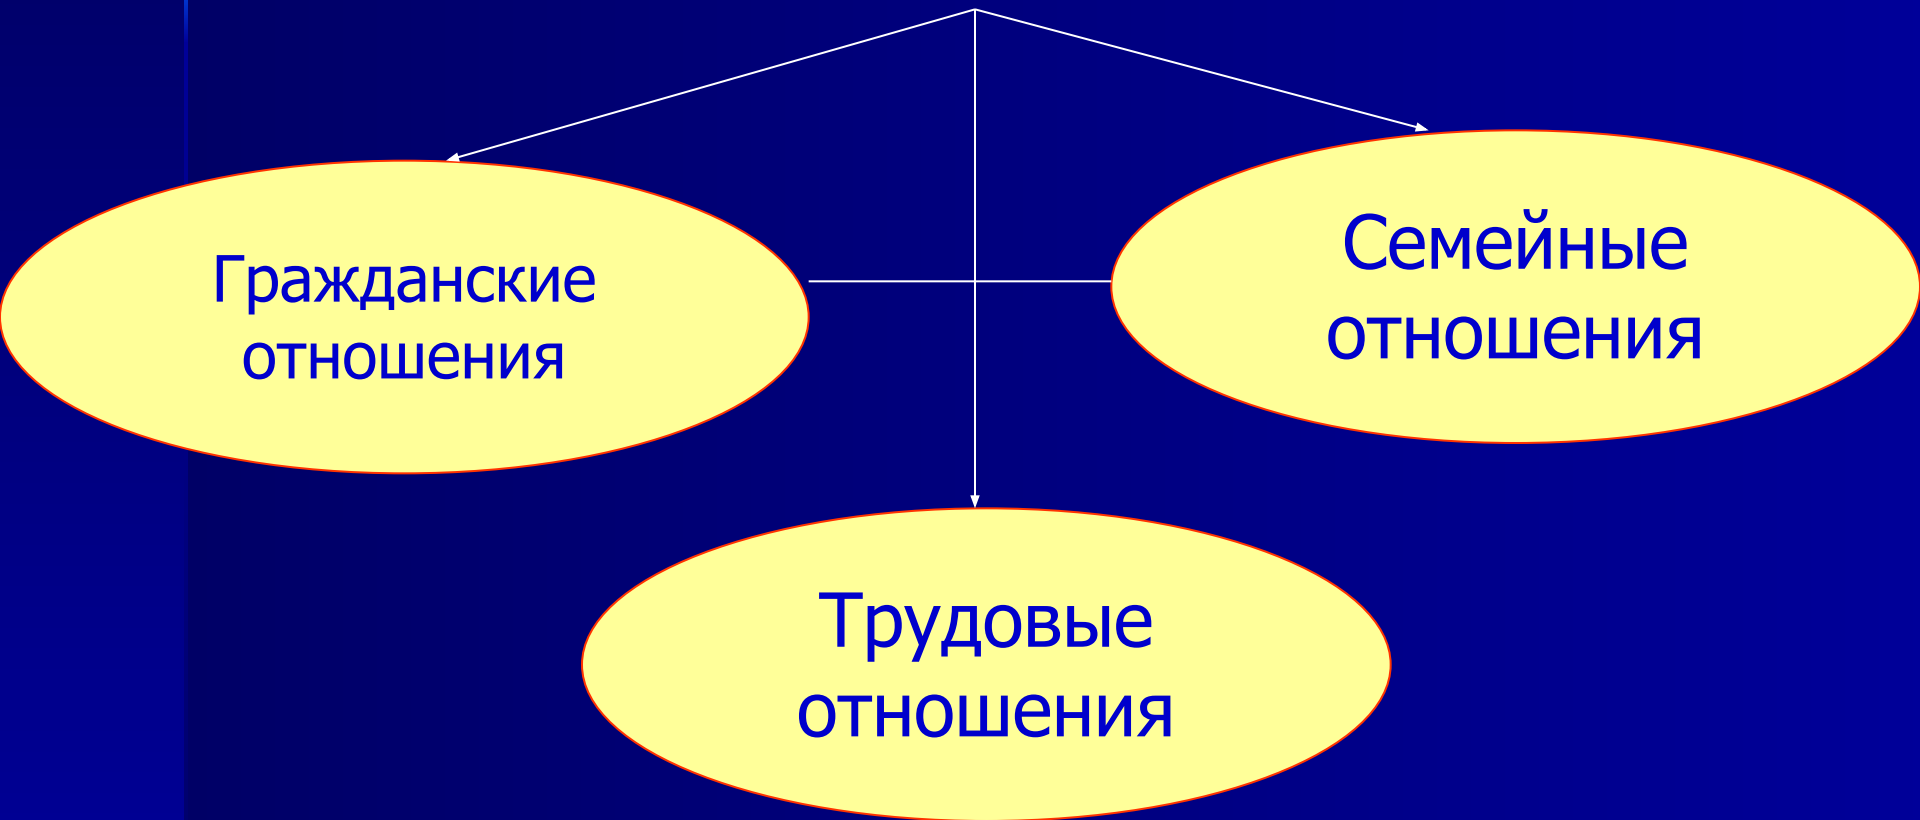 Гражданские
отношения
Семейные
отношения
Трудовые
отношения